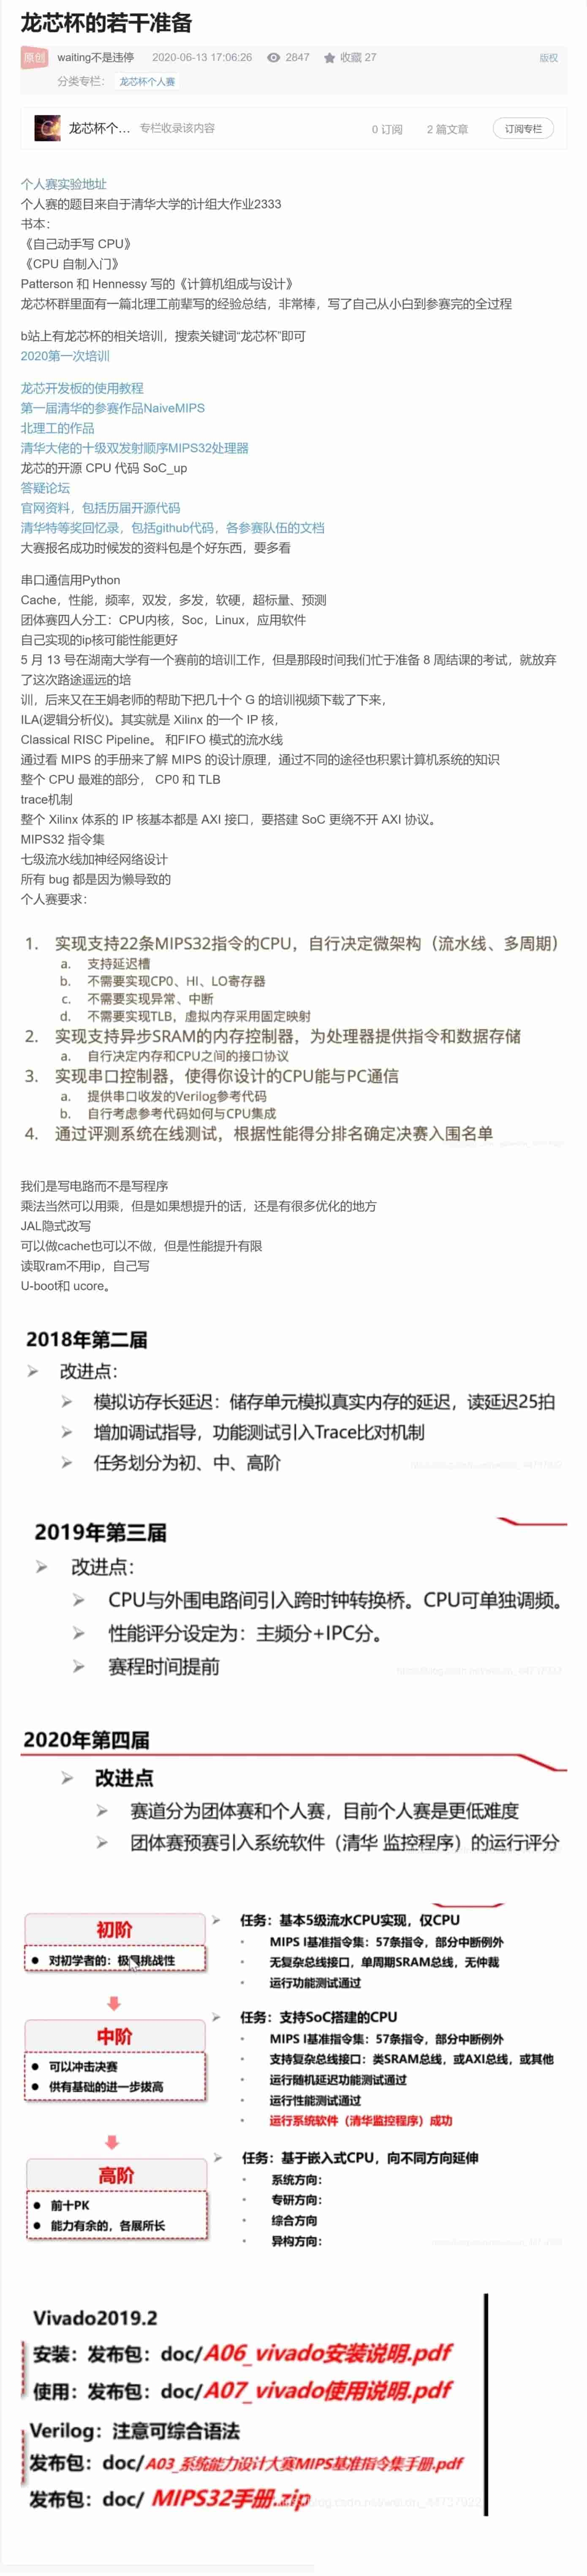 龙芯杯的若干准备
原创 waiting不是违停 2020-06-13 17:06:26 2847 收藏 27 版权
分类专栏： 龙芯杯个人赛
龙芯杯个... 专栏收录该内容 0 订阅 2 篇文章 订阅专栏
个人赛实验地址
个人赛的题目来自于清华大学的计组大作业2333
书本：
《自己动手写 CPU》
《CPU 自制入门》
Patterson 和 Hennessy 写的《计算机组成与设计》
龙芯杯群里面有一篇北理工前辈写的经验总结，非常棒，写了自己从小白到参赛完的全过程
b站上有龙芯杯的相关培训，搜索关键词“龙芯杯”即可
2020第一次培训
龙芯开发板的使用教程
第一届清华的参赛作品NaiveMIPS
北理工的作品
清华大佬的十级双发射顺序MIPS32处理器
龙芯的开源 CPU 代码 SoC_up
答疑论坛
官网资料，包括历届开源代码
清华特等奖回忆录，包括github代码，各参赛队伍的文档
大赛报名成功时候发的资料包是个好东西，要多看
串口通信用Python
Cache，性能，频率，双发，多发，软硬，超标量、预测
团体赛四人分工：CPU内核，Soc，Linux，应用软件
自己实现的ip核可能性能更好
5 月 13 号在湖南大学有一个赛前的培训工作，但是那段时间我们忙于准备 8 周结课的考试，就放弃
了这次路途遥远的培
训，后来又在王娟老师的帮助下把几十个 G 的培训视频下载了下来，
ILA(逻辑分析仪)。其实就是 Xilinx 的一个 IP 核，
Classical RISC Pipeline。 和FIFO 模式的流水线
通过看 MIPS 的手册来了解 MIPS 的设计原理，通过不同的途径也积累计算机系统的知识
整个 CPU 最难的部分， CP0 和 TLB
trace机制
整个 Xilinx 体系的 IP 核基本都是 AXI 接口，要搭建 SoC 更绕不开 AXI 协议。
MIPS32 指令集
七级流水线加神经网络设计
所有 bug 都是因为懒导致的
个人赛要求：
1. 实现支持22条MIPS32指令的CPU，自行决定微架构（流水线、多周期）
a. 支持延迟槽
b. 不需要实现CP0、HI、LO寄存器
c. 不需要实现异常、中断
d. 不需要实现TLB，虚拟内存采用固定映射
2. 实现支持异步SRAM的内存控制器，为处理器提供指令和数据存储
a. 自行决定内存和CPU之间的接口协议
3. 实现串口控制器，使得你设计的CPU能与PC通信
a. 提供串口收发的Verilog参考代码
b. 自行考虑参考代码如何与CPU集成
4. 通过评测系统在线测试，根据性能得分排名确定决赛入围名单
我们是写电路而不是写程序
乘法当然可以用乘，但是如果想提升的话，还是有很多优化的地方
JAL隐式改写
可以做cache也可以不做，但是性能提升有限
读取ram不用ip，自己写
U-boot和 ucore。
2018年第二届
改进点：
模拟访存长延迟：储存单元模拟真实内存的延迟，读延迟25拍
增加调试指导，功能测试引入Trace比对机制
任务划分为初、中、高阶
2019年第三届
改进点：
CPU与外围电路间引入跨时钟转换桥。CPU可单独调频。
性能评分设定为：主频分+IPC分。
赛程时间提前
2020年第四届
改进点
赛道分为团体赛和个人赛，目前个人赛是更低难度
团体赛预赛引入系统软件（清华 监控程序）的运行评分
初阶
对初学者的：极具挑战性
任务：基本5级流水CPU实现，仅CPU
MIPS I基准指令集：57条指令，部分中断例外
无复杂总线接口，单周期SRAM总线，无仲裁
运行功能测试通过
中阶
可以冲击决赛
供有基础的进一步拔高
任务：支持SoC搭建的CPU
MIPS I基准指令集：57条指令，部分中断例外
支持复杂总线接口：类SRAM总线，或AXI总线，或其他
运行随机延迟功能测试通过
运行性能测试通过
运行系统软件（清华监控程序）成功
高阶
前十PK
能力有余的，各展所长
任务：基于嵌入式CPU，向不同方向延伸
系统方向：
专研方向：
综合方向
异构方向：
Vivado2019.2
安装：发布包：doc/A06_vivado安装说明.pdf
使用：发布包：doc/A07_vivado使用说明.pdf
Verilog：注意可综合语法
发布包：doc/A03_系统能力设计大赛MIPS基准指令集手册.pdf
发布包：doc/ MIPS32手册.zip